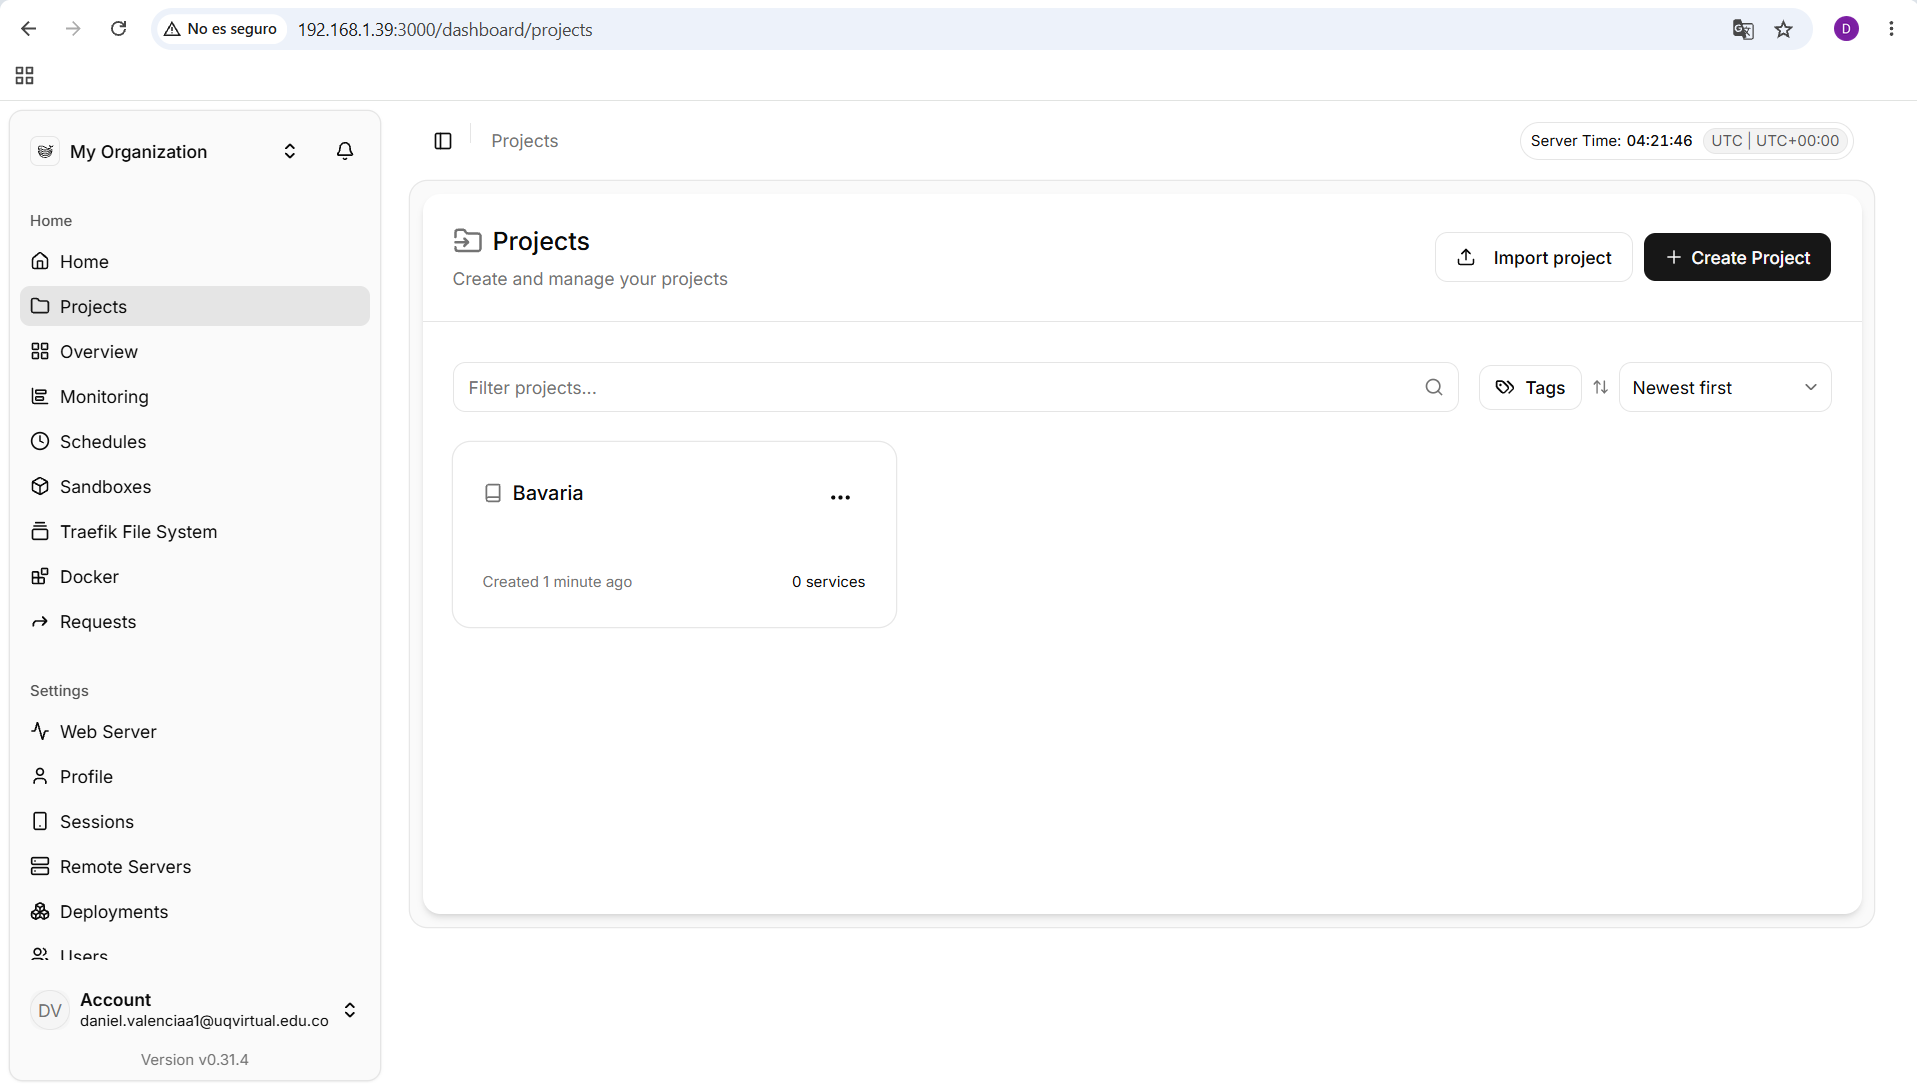 No es seguro
192.168.1.39:3000/dashboard/projects
D
My Organization
Projects
Server Time: 04:21:46
UTC | UTC+00:00
Home
Home
Projects
Overview
Monitoring
Schedules
Sandboxes
Traefik File System
Docker
Requests
Settings
Web Server
Profile
Sessions
Remote Servers
Deployments
Users
DV
Account
daniel.valenciaa1@uqvirtual.edu.co
Version v0.31.4
Projects
Create and manage your projects
Import project
Create Project
Filter projects...
Tags
Newest first
Bavaria
Created 1 minute ago
0 services